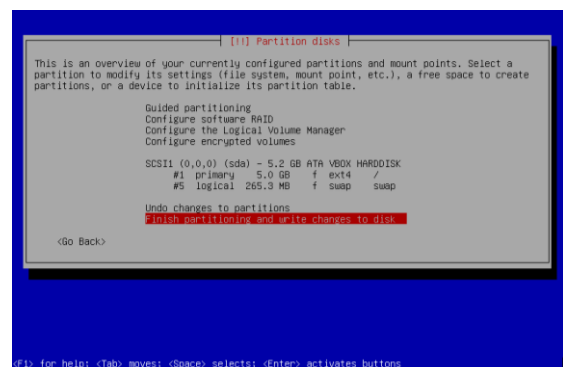 [!!] Partition disks
This is an overview of your currently configured partitions and mount points. Select a
partition to modify its settings (file system, mount point, etc.), a free space to create
partitions, or a device to initialize its partition table.
Guided partitioning
Configure software RAID
Configure the Logical Volume Manager
Configure encrypted volumes
SCSI1 (0,0,0) (sda) - 5.2 GB ATA VBOX HARDDISK
#1 primary 5.0 GB f ext4 /
#5 logical 265.3 MB f swap swap
Undo changes to partitions
Finish partitioning and write changes to disk
<Go Back>
<F1> for help; <Tab> moves; <Space> selects; <Enter> activates buttons